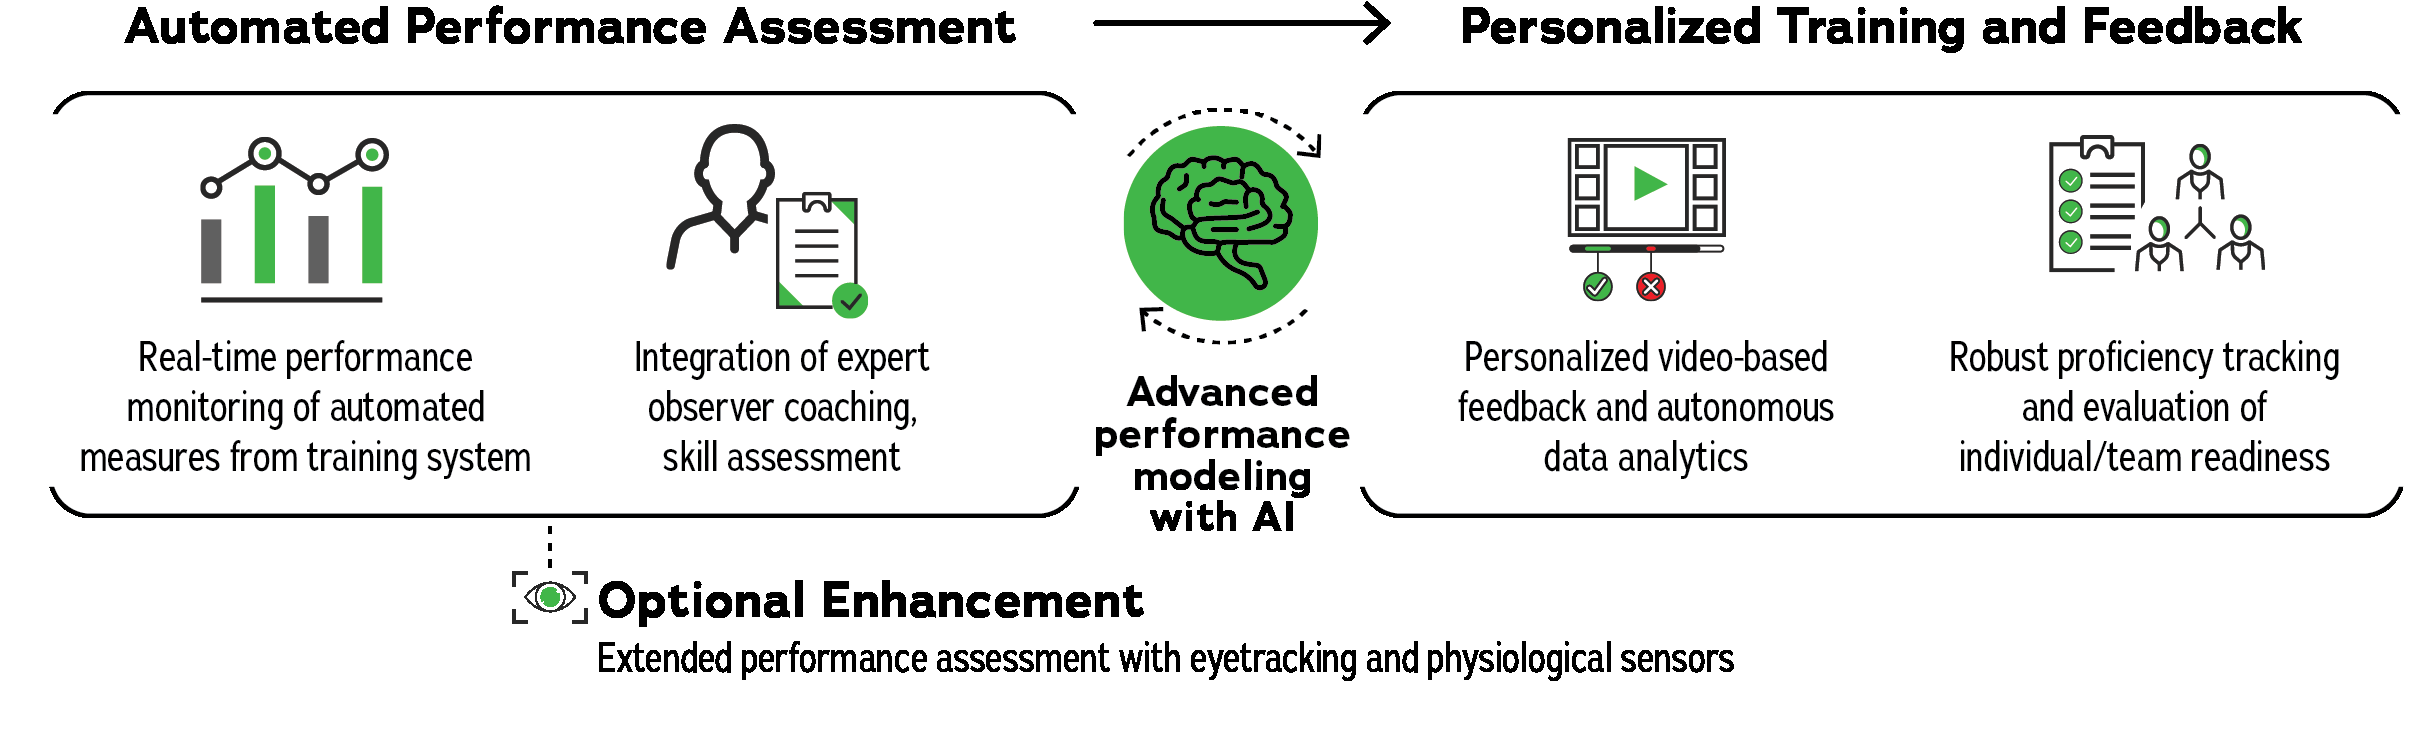 Automated Performance Assessment
Personalized Training and Feedback
Real-time performance
monitoring of automated
measures from training system
Integration of expert
observer coaching,
skill assessment
Advanced
performance
modeling
with AI
Personalized video-based
feedback and autonomous
data analytics
Robust proficiency tracking
and evaluation of
individual/team readiness
Optional Enhancement
Extended performance assessment with eyetracking and physiological sensors